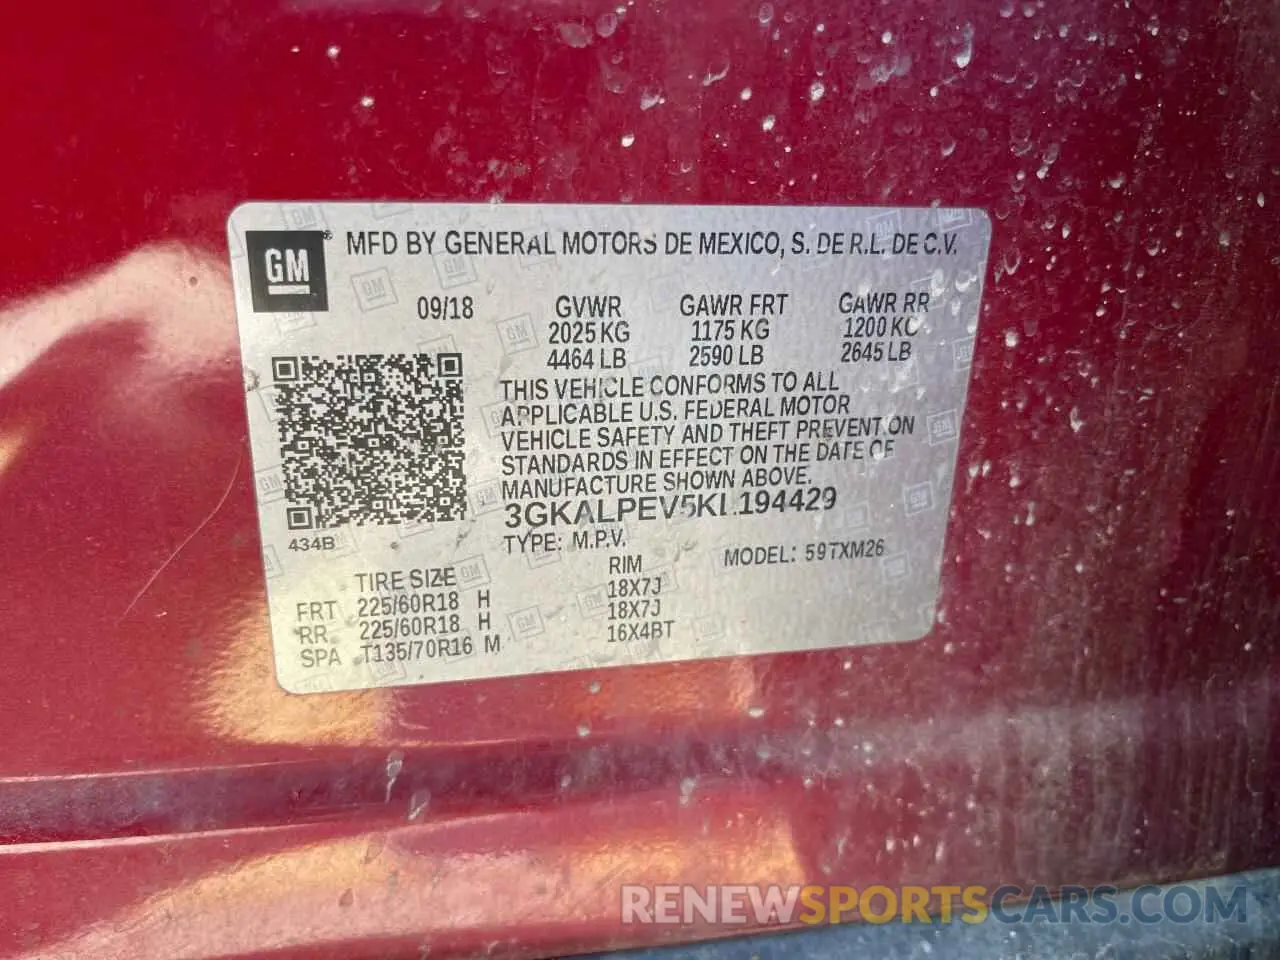 GM® MFD BY GENERAL MOTORS DE MEXICO, S. DE R.L. DE C.V.
09/18 GVWR GAWR FRT GAWR RR
2025 KG 1175 KG 1200 KG
4464 LB 2590 LB 2645 LB
THIS VEHICLE CONFORMS TO ALL
APPLICABLE U.S. FEDERAL MOTOR
VEHICLE SAFETY AND THEFT PREVENTION
STANDARDS IN EFFECT ON THE DATE OF
MANUFACTURE SHOWN ABOVE.
3GKALPEV5KL194429
434B
TYPE: M.P.V. MODEL: 59TXM26
TIRE SIZE RIM
FRT 225/60R18 H 18X7J
RR 225/60R18 H 18X7J
SPA T135/70R16 M 16X4BT
RENEWSPORTSCARS.COM